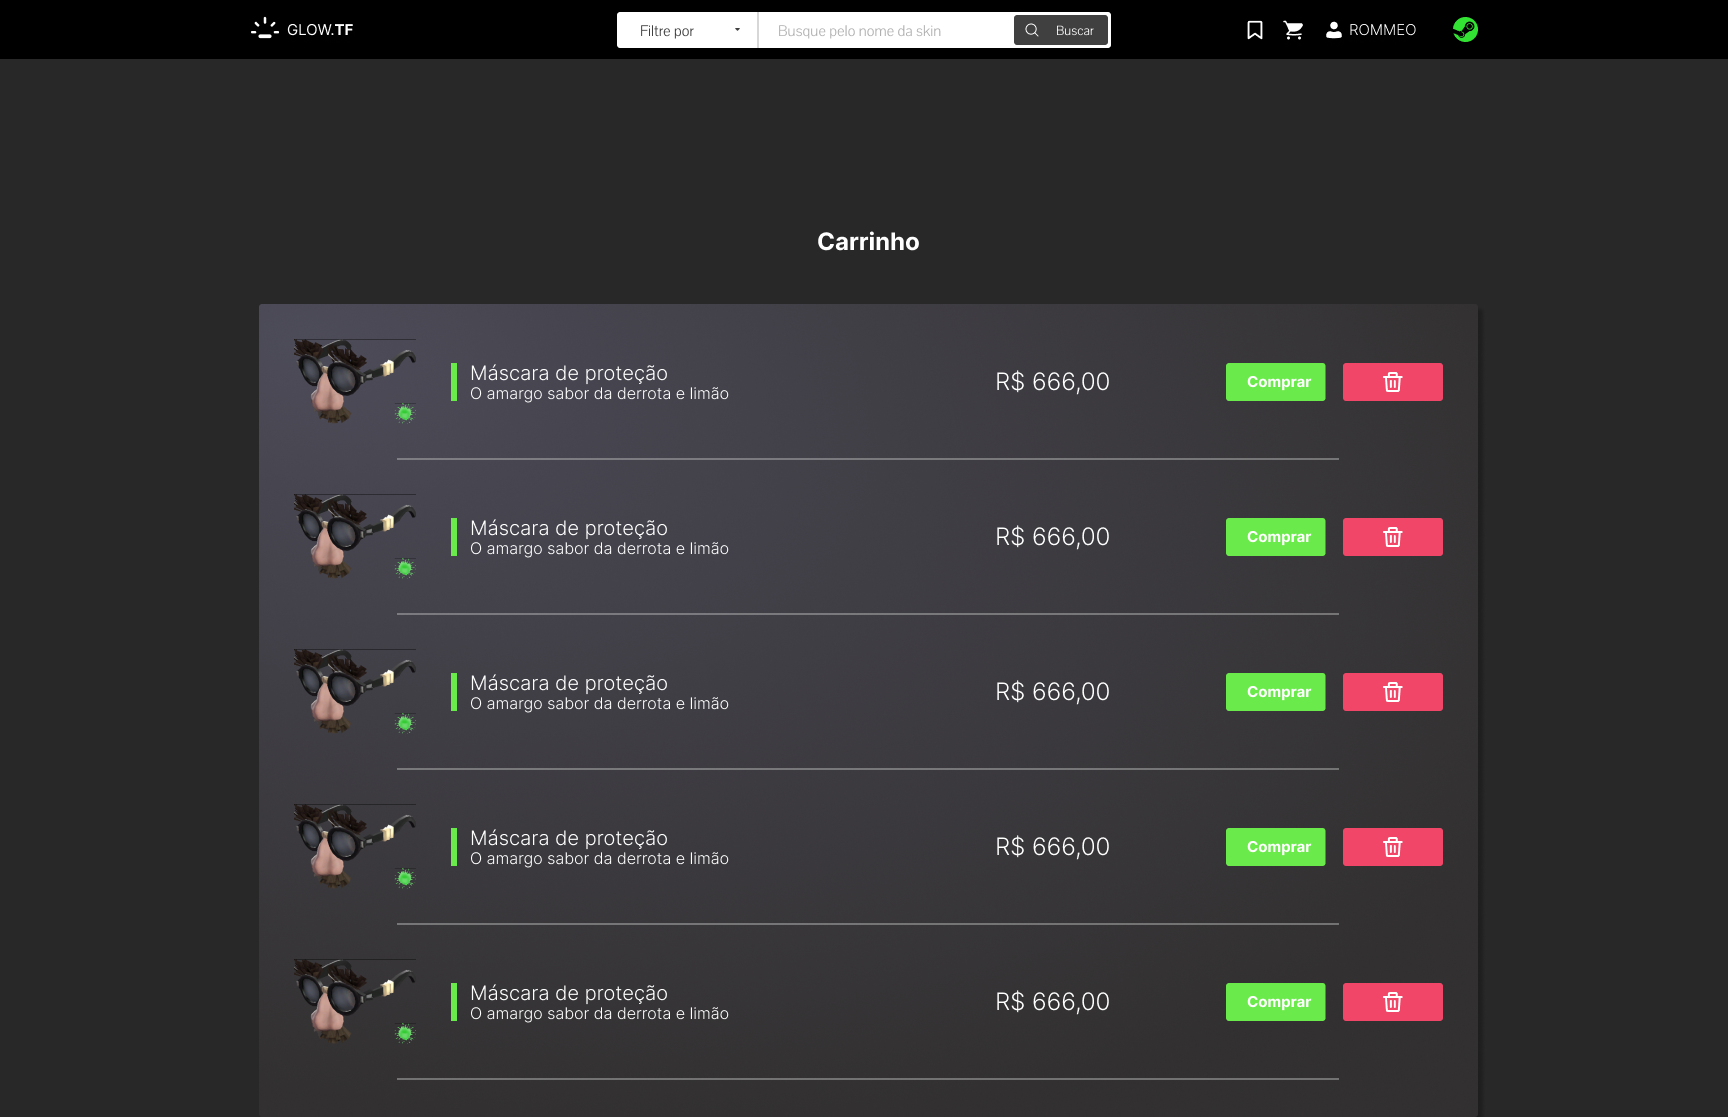 GLOW.TF
Filtre por
Busque pelo nome da skin
Buscar
ROMMEO
Carrinho
Máscara de proteção
O amargo sabor da derrota e limão
R$ 666,00
Comprar
Máscara de proteção
O amargo sabor da derrota e limão
R$ 666,00
Comprar
Máscara de proteção
O amargo sabor da derrota e limão
R$ 666,00
Comprar
Máscara de proteção
O amargo sabor da derrota e limão
R$ 666,00
Comprar
Máscara de proteção
O amargo sabor da derrota e limão
R$ 666,00
Comprar